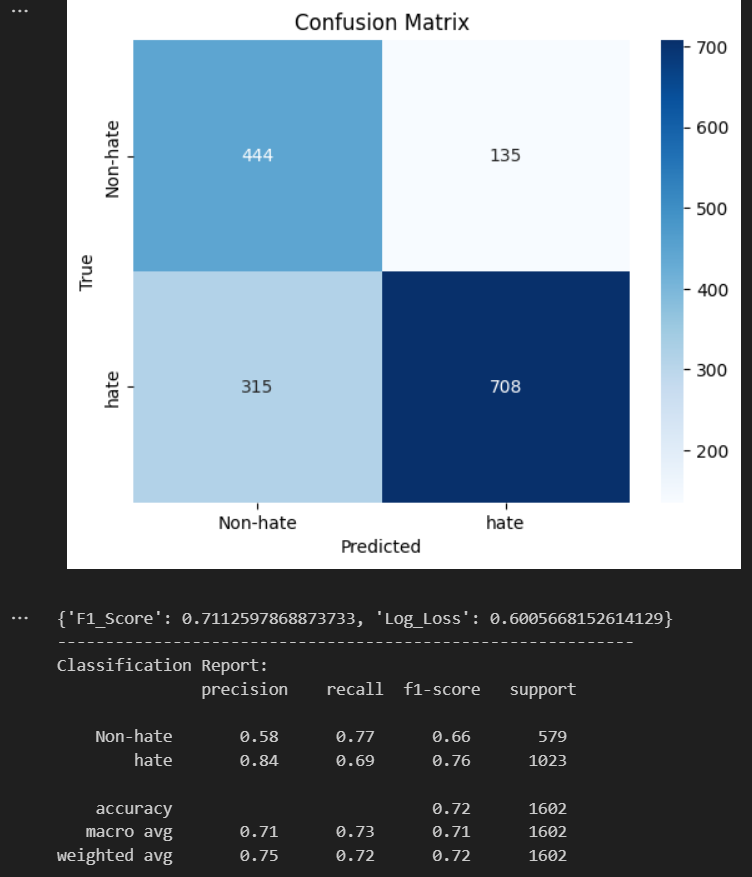 Confusion Matrix
Non-hate
hate
True
444
135
315
708
700
600
500
400
300
200
Non-hate hate
Predicted
{'F1_Score': 0.7112597868873733, 'Log_Loss': 0.6005668152614129}
------------------------------------------------------------
Classification Report:
precision recall f1-score support
Non-hate 0.58 0.77 0.66 579
hate 0.84 0.69 0.76 1023
accuracy 0.72 1602
macro avg 0.71 0.73 0.71 1602
weighted avg 0.75 0.72 0.72 1602